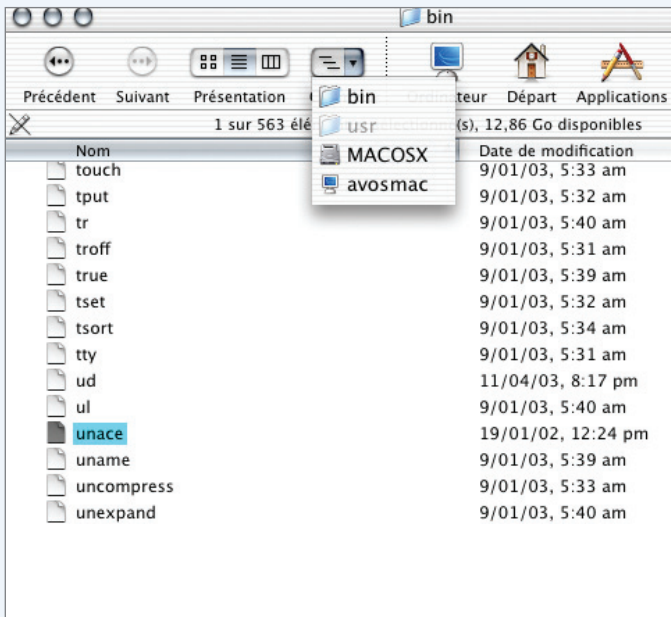 bin
Précédent Suivant Présentation teur Départ Applications
bin
usr
MACOSX
avosmac
1 sur 563 élé (s), 12,86 Go disponibles
Nom Date de modification
touch 9/01/03, 5:33 am
tput 9/01/03, 5:32 am
tr 9/01/03, 5:40 am
troff 9/01/03, 5:31 am
true 9/01/03, 5:39 am
tset 9/01/03, 5:32 am
tsort 9/01/03, 5:34 am
tty 9/01/03, 5:31 am
ud 11/04/03, 8:17 pm
ul 9/01/03, 5:40 am
unace 19/01/02, 12:24 pm
uname 9/01/03, 5:39 am
uncompress 9/01/03, 5:33 am
unexpand 9/01/03, 5:40 am